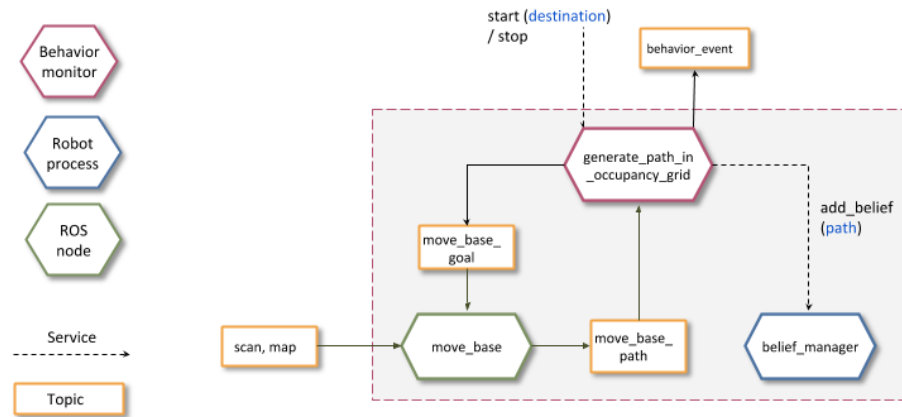 Behavior
monitor
Robot
process
ROS
node
Service
Topic
start (destination)
/ stop
behavior_event
generate_path_in
_occupancy_grid
add_belief
(path)
move_base_
goal
scan, map
move_base
move_base_
path
belief_manager